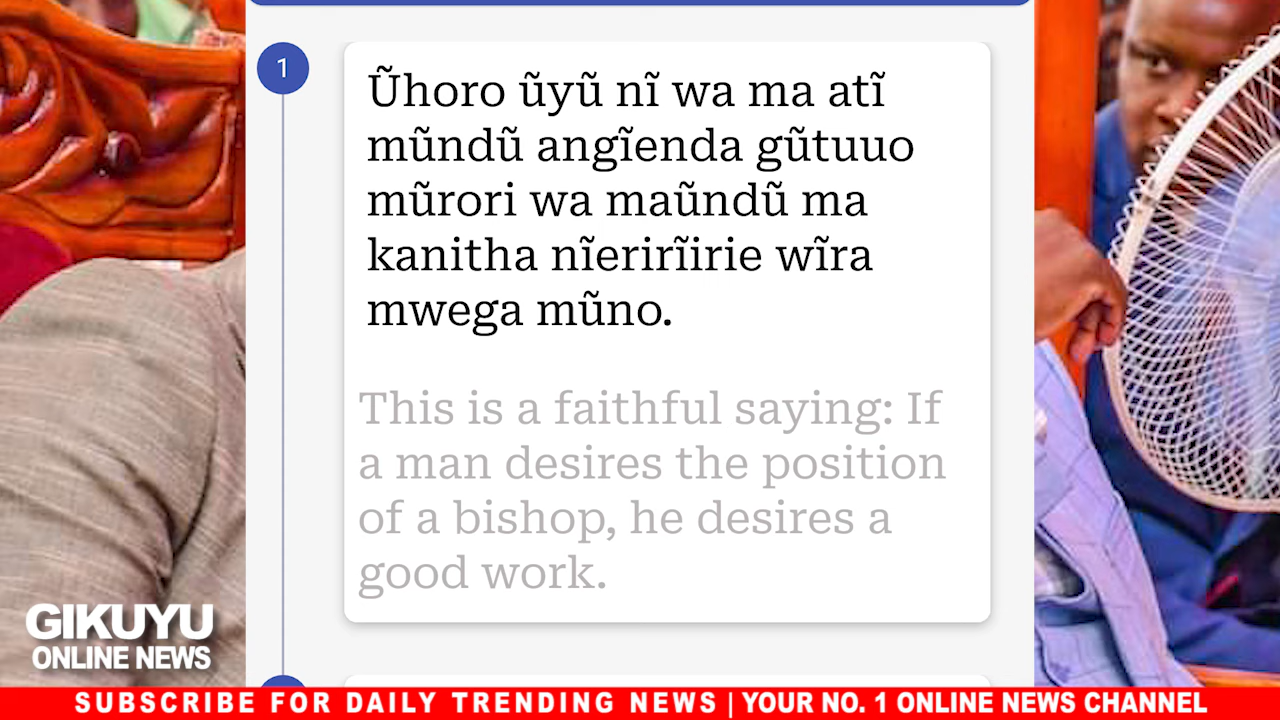 1
Ũhoro ũyũ nĩ wa ma atĩ
mũndũ angĩenda gũtuuo
mũrori wa maũndũ ma
kanitha nĩerirĩirie wĩra
mwega mũno.
This is a faithful saying: If
a man desires the position
of a bishop, he desires a
good work.
GIKUYU
ONLINE NEWS
SUBSCRIBE FOR DAILY TRENDING NEWS | YOUR NO. 1 ONLINE NEWS CHANNEL